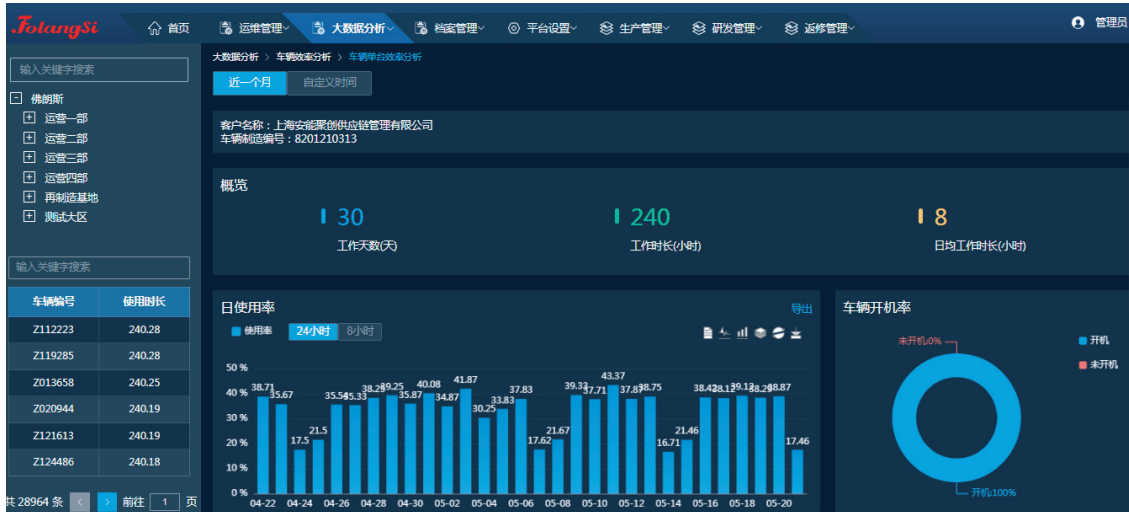 FolangSi
首页 运维管理 大数据分析 档案管理 平台设置 生产管理 研发管理 返修管理 管理员
输入关键字搜索
佛朗斯
运营一部
运营二部
运营三部
运营四部
再制造基地
测试大区
输入关键字搜索
车辆编号 使用时长
Z112223 240.28
Z119285 240.28
Z013658 240.25
Z020944 240.19
Z121613 240.19
Z124486 240.18
共 28964 条 < > 前往 1 页
大数据分析 > 车辆效率分析 > 车辆单台效率分析
近一个月 自定义时间
客户名称：上海安能聚创供应链管理有限公司
车辆制造编号：8201210313
概览
30
工作天数(天)
240
工作时长(小时)
8
日均工作时长(小时)
日使用率 导出
使用率 24小时 8小时
50 %
40 %
30 %
20 %
10 %
0 %
38.71 35.67 17.5 21.5 35.54 35.33 38.25 39.25 35.87 40.08 34.87 41.87 30.25 33.83 37.83 17.62 21.67 39.33 37.71 43.37 37.87 38.75 16.71 21.46 38.42 38.12 39.12 38.29 38.87 17.46
04-22 04-24 04-26 04-28 04-30 05-02 05-04 05-06 05-08 05-10 05-12 05-14 05-16 05-18 05-20
车辆开机率
未开机:0%
开机:100%
开机
未开机